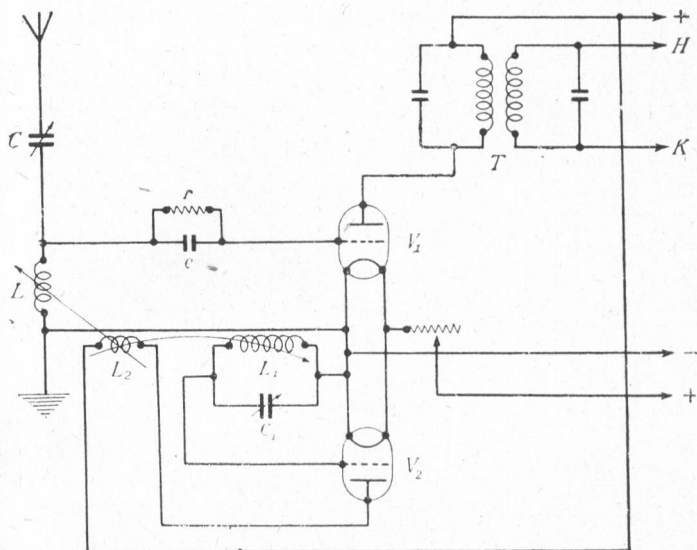 +
H
C
K
T
r
c
V₁
L
L₂
L₁
C₁
−
+
V₂